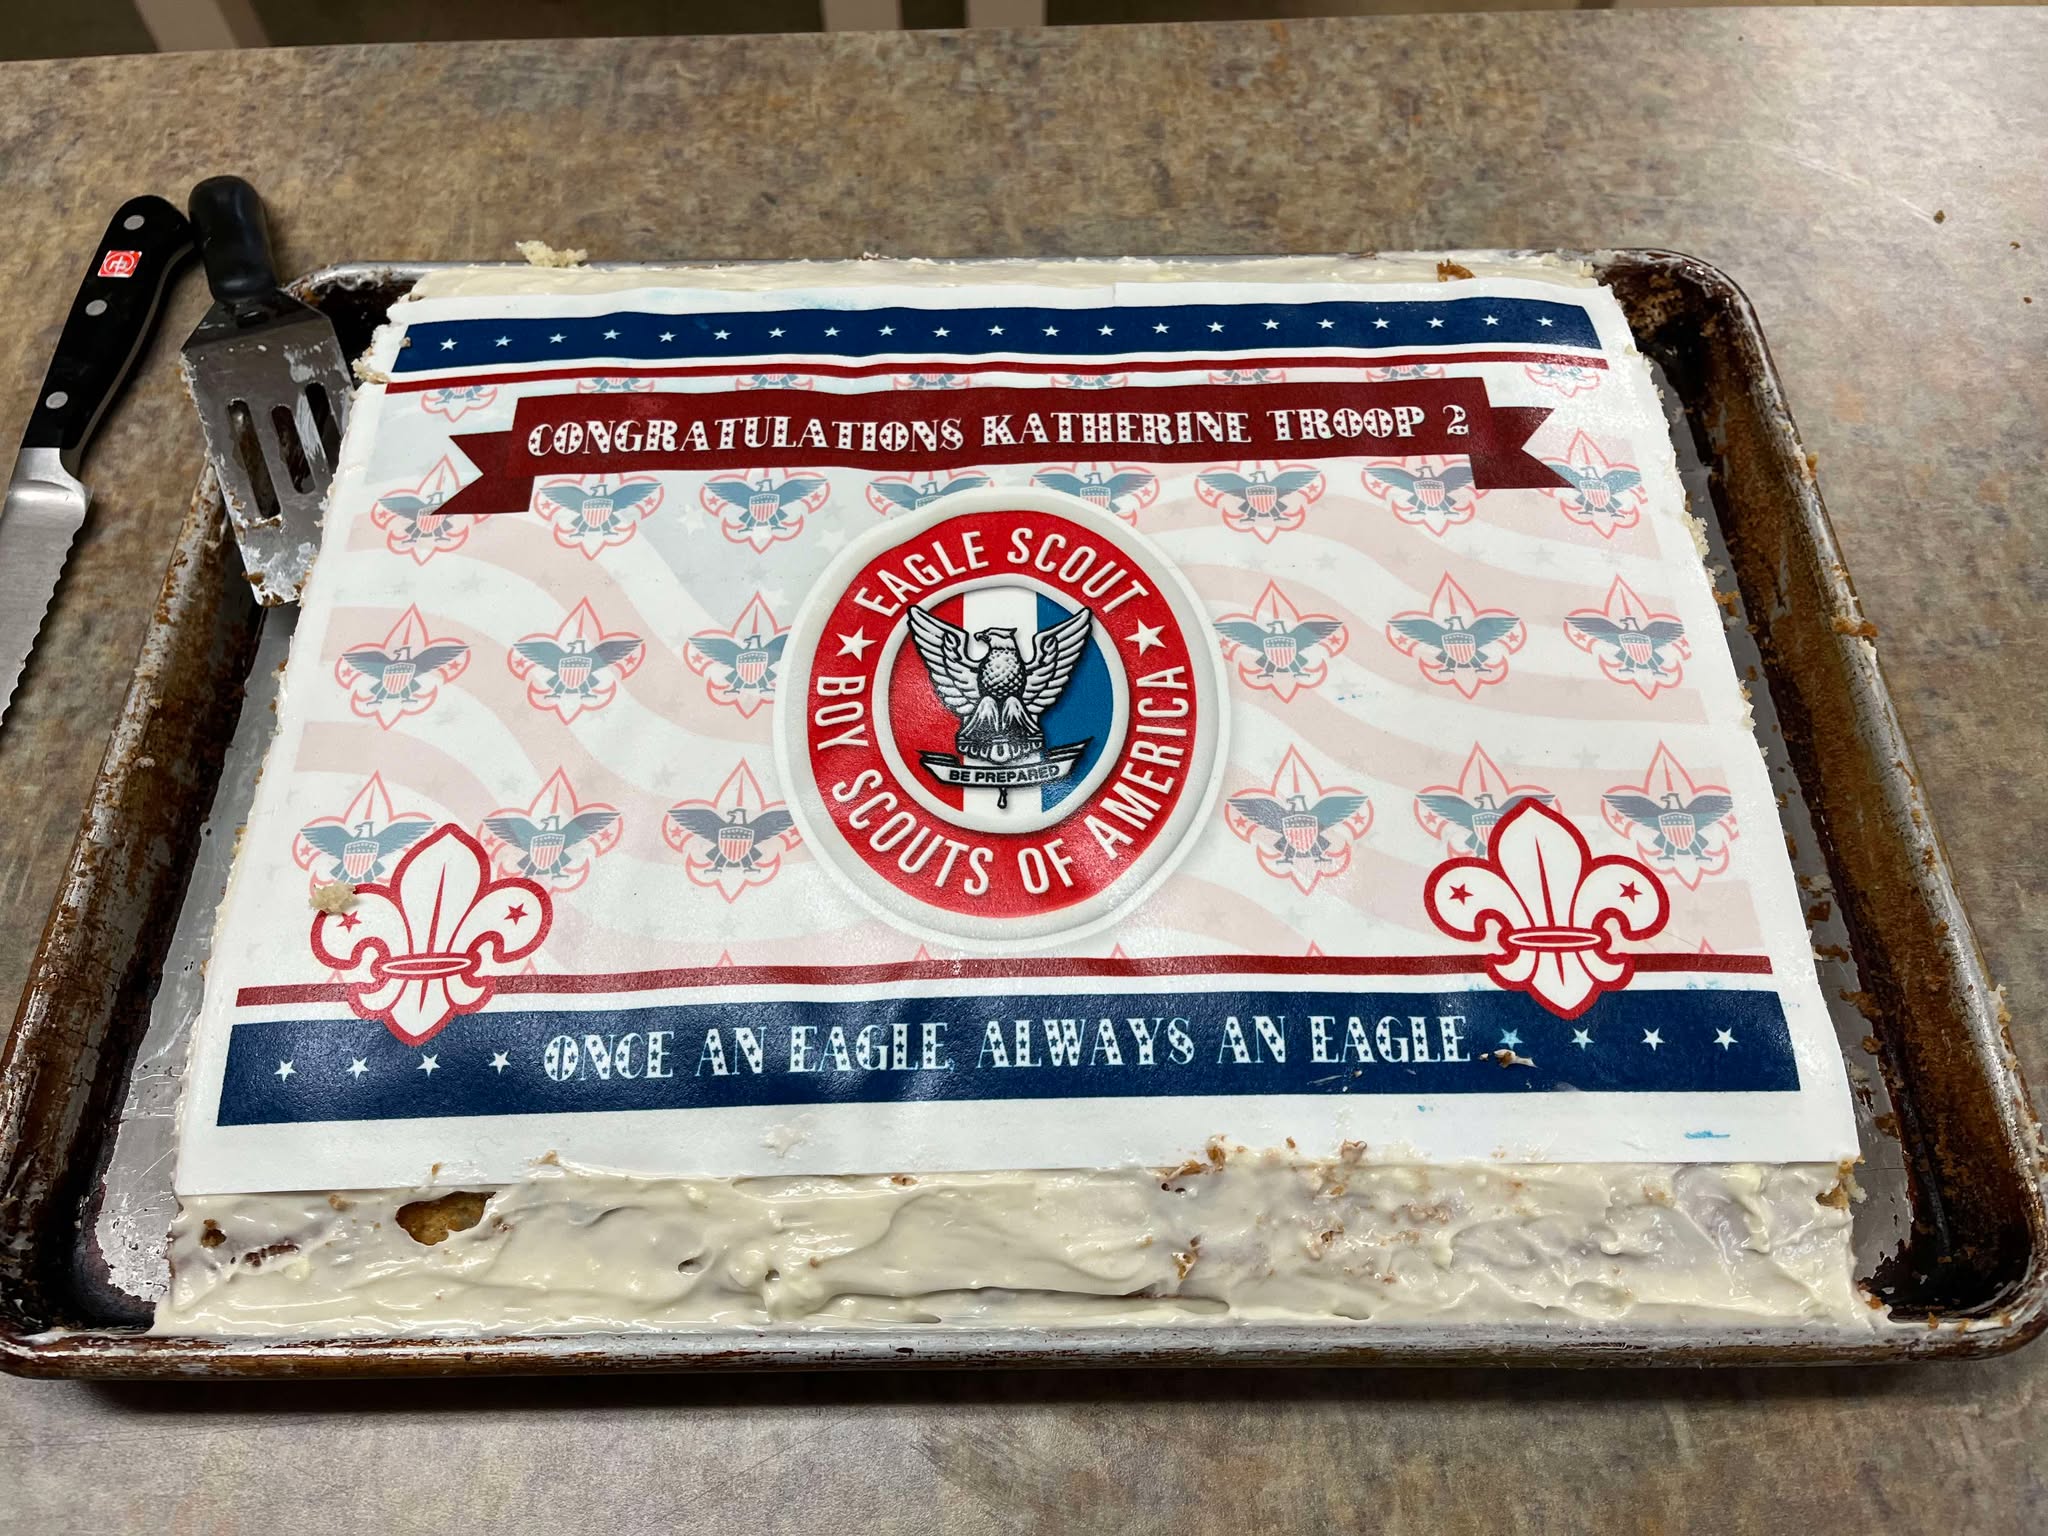 CONGRATULATIONS KATHERINE TROOP 2
EAGLE SCOUT
BE PREPARED
BOY SCOUTS OF AMERICA
ONCE AN EAGLE, ALWAYS AN EAGLE